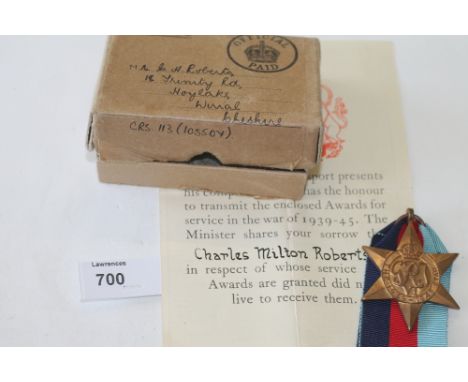 OFFICIAL
PAID
Mr. C. H. Roberts
18 Trinity Rd,
Hoylake,
Wirral
Cheshire
CRS. 113 (103504).
port presents
his comp has the honour
to transmit the enclosed Awards for
service in the war of 1939-45. The
Minister shares your sorrow th
Charles Milton Roberts
in respect of whose service
Awards are granted did n
live to receive them.
Lawrences
700